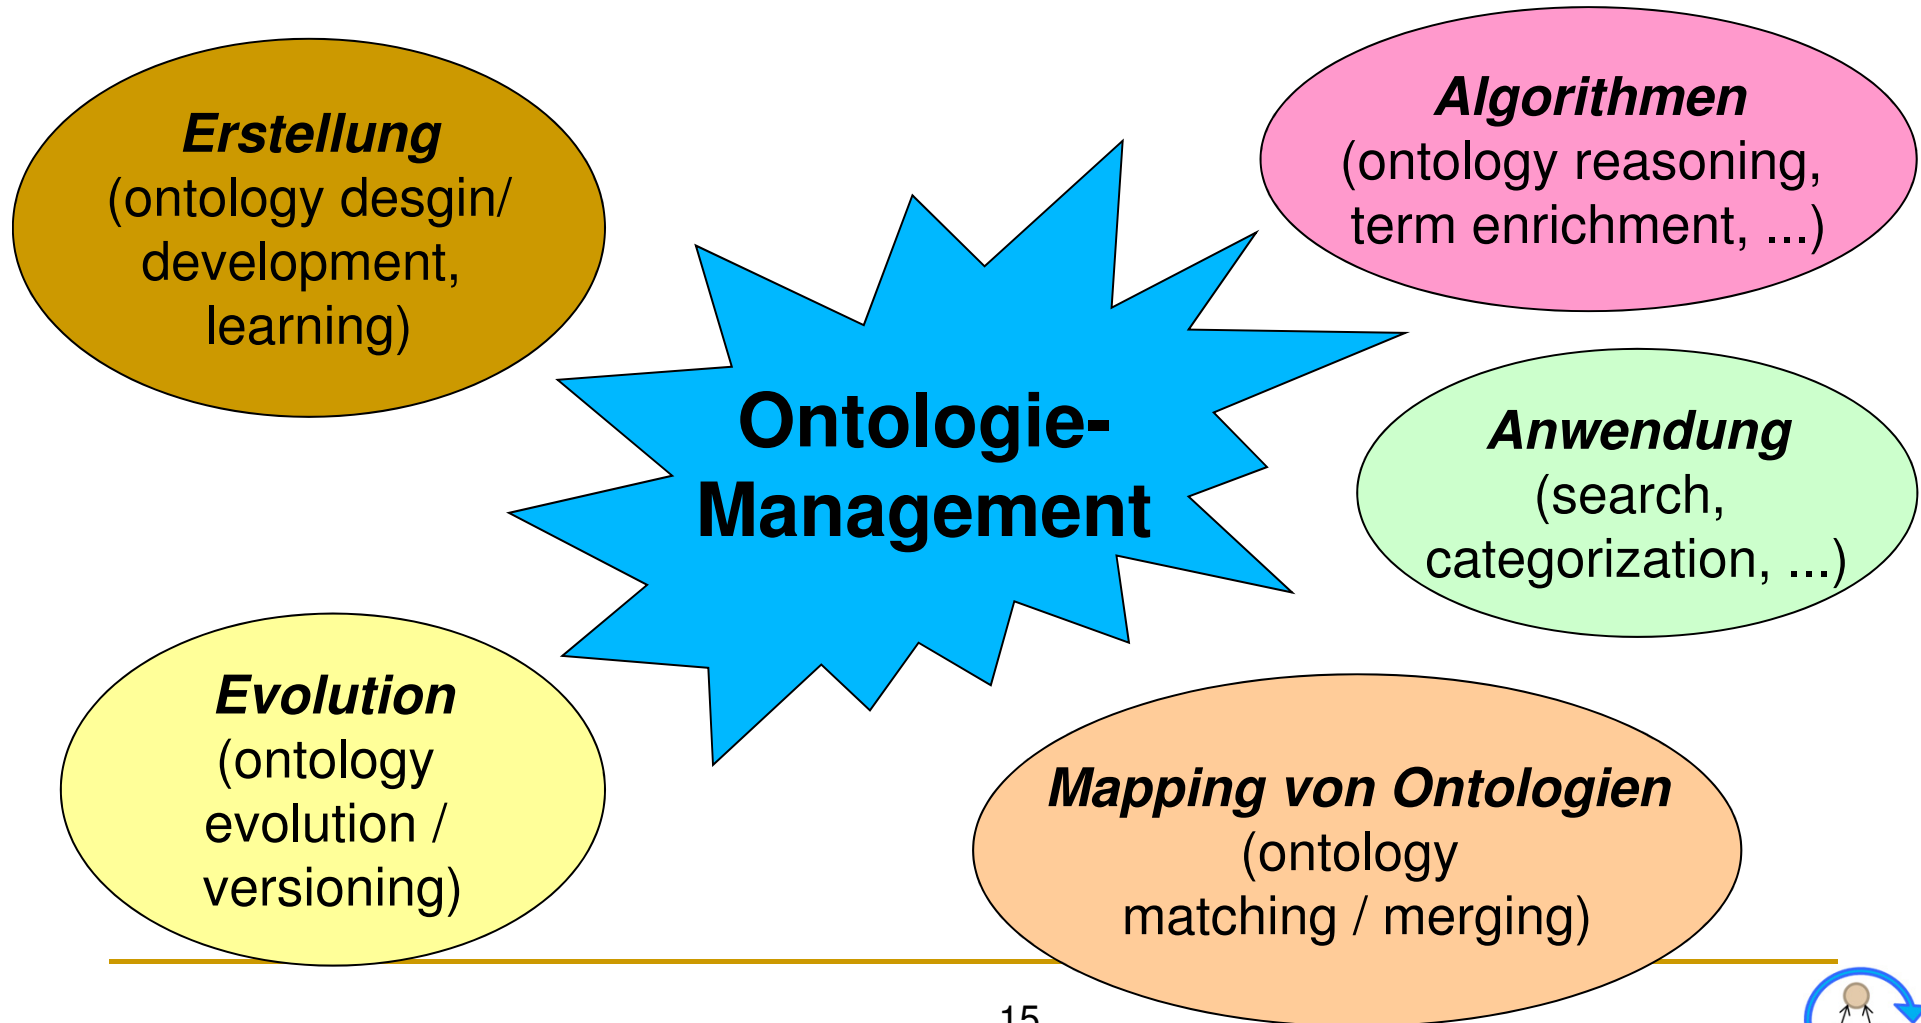 Erstellung
(ontology desgin/
development,
learning)
Algorithmen
(ontology reasoning,
term enrichment, ...)
Ontologie-
Management
Anwendung
(search,
categorization, ...)
Evolution
(ontology
evolution /
versioning)
Mapping von Ontologien
(ontology
matching / merging)
15